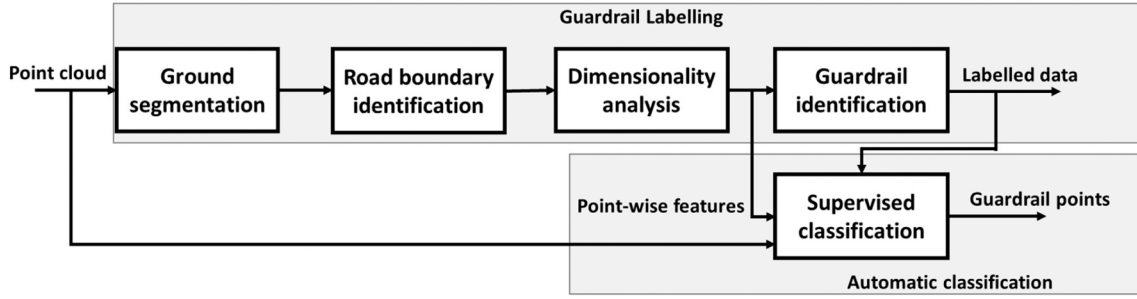 Guardrail Labelling
Point cloud
Ground
segmentation
Road boundary
identification
Dimensionality
analysis
Guardrail
identification
Labelled data
Point-wise features
Supervised
classification
Guardrail points
Automatic classification